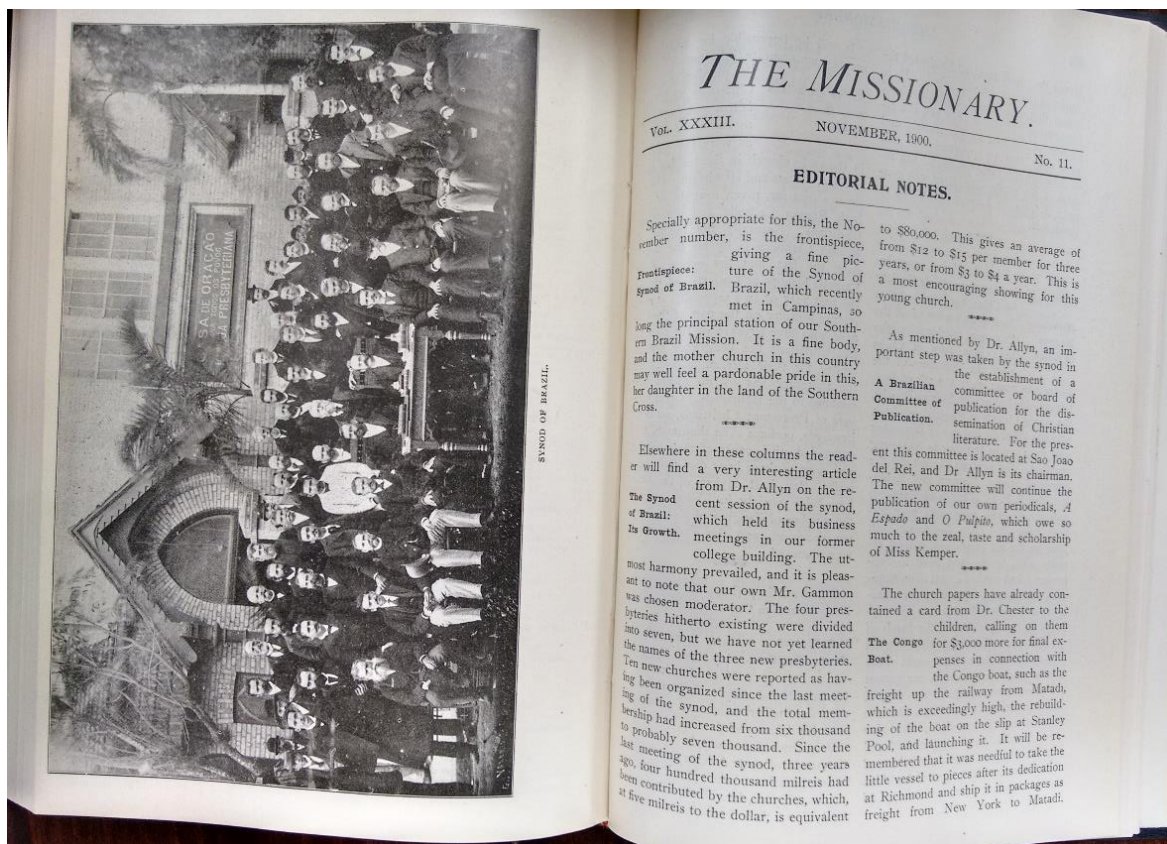 SA DE ORAÇAO
JA PRESBYTERIANA
SYNOD OF BRAZIL.
THE MISSIONARY.
VOL. XXXIII.
NOVEMBER, 1900.
No. 11.
EDITORIAL NOTES.
Specially appropriate for this, the No-
vember number, is the frontispiece,
giving a fine pic-
Frontispiece:
ture of the Synod of
Synod of Brazil.
Brazil, which recently
met in Campinas, so
long the principal station of our South-
ern Brazil Mission. It is a fine body,
and the mother church in this country
may well feel a pardonable pride in this,
her daughter in the land of the Southern
Cross.
Elsewhere in these columns the read-
er will find a very interesting article
from Dr. Allyn on the re-
The Synod
cent session of the synod,
of Brazil:
which held its business
Its Growth.
meetings in our former
college building. The ut-
most harmony prevailed, and it is pleas-
ant to note that our own Mr. Gammon
was chosen moderator. The four pres-
byteries hitherto existing were divided
into seven, but we have not yet learned
the names of the three new presbyteries.
Ten new churches were reported as hav-
ing been organized since the last meet-
ing of the synod, and the total mem-
bership had increased from six thousand
to probably seven thousand. Since the
last meeting of the synod, three years
ago, four hundred thousand milreis had
been contributed by the churches, which,
at five milreis to the dollar, is equivalent
to $80,000. This gives an average of
from $12 to $15 per member for three
years, or from $3 to $4 a year. This is
a most encouraging showing for this
young church.
As mentioned by Dr. Allyn, an im-
portant step was taken by the synod in
the establishment of a
A Brazilian
committee or board of
Committee of
publication for the dis-
Publication.
semination of Christian
literature. For the pres-
ent this committee is located at Sao Joao
del Rei, and Dr Allyn is its chairman.
The new committee will continue the
publication of our own periodicals, A
Espado and O Pulpito, which owe so
much to the zeal, taste and scholarship
of Miss Kemper.
The church papers have already con-
tained a card from Dr. Chester to the
children, calling on them
The Congo
for $3,000 more for final ex-
Boat.
penses in connection with
the Congo boat, such as the
freight up the railway from Matadi,
which is exceedingly high, the rebuild-
ing of the boat on the slip at Stanley
Pool, and launching it. It will be re-
membered that it was needful to take the
little vessel to pieces after its dedication
at Richmond and ship it in packages as
freight from New York to Matadi.